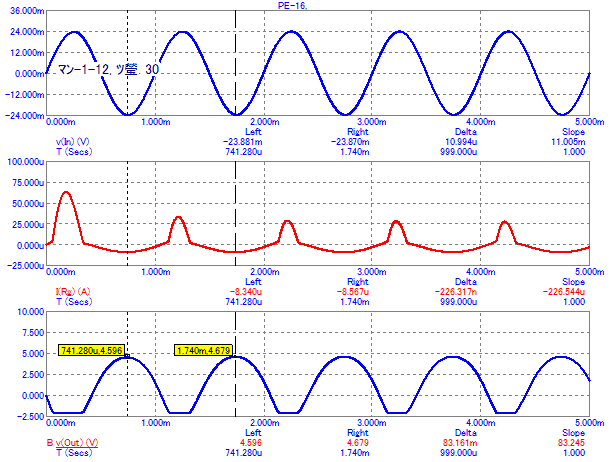 PE-16,
36.000m
24.000m
12.000m
0.000m
-12.000m
-24.000m
マン-1-12, ツ瑩, 30
0.000m 1.000m 2.000m 3.000m 4.000m 5.000m
Left Right Delta Slope
v(In) (V) -23.881m -23.870m 10.994u 11.005m
T (Secs) 741.280u 1.740m 999.000u 1.000
100.000u
75.000u
50.000u
25.000u
0.000u
-25.000u
0.000m 1.000m 2.000m 3.000m 4.000m 5.000m
Left Right Delta Slope
I(Rg) (A) -8.340u -8.567u -226.317n -226.544u
T (Secs) 741.280u 1.740m 999.000u 1.000
10.000
7.500
5.000
2.500
0.000
-2.500
741.280u,4.596
1.740m,4.679
0.000m 1.000m 2.000m 3.000m 4.000m 5.000m
Left Right Delta Slope
B v(Out) (V) 4.596 4.679 83.161m 83.245
T (Secs) 741.280u 1.740m 999.000u 1.000